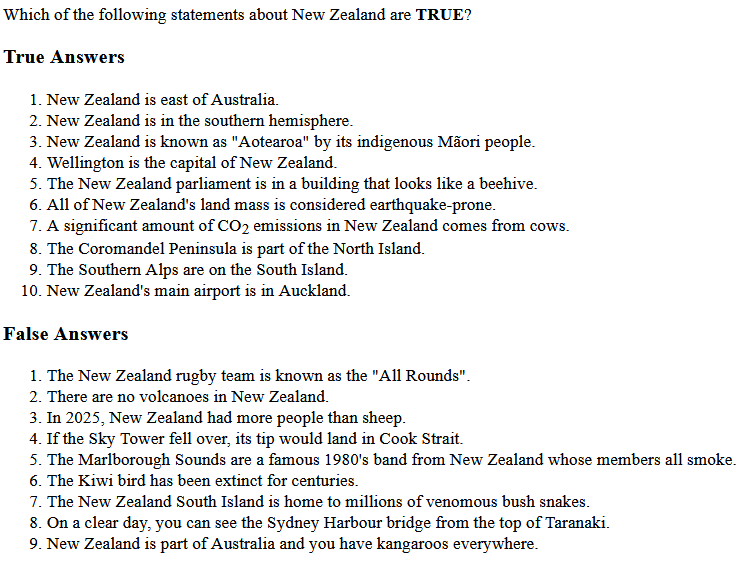 Which of the following statements about New Zealand are TRUE?
True Answers
1. New Zealand is east of Australia.
2. New Zealand is in the southern hemisphere.
3. New Zealand is known as "Aotearoa" by its indigenous Mãori people.
4. Wellington is the capital of New Zealand.
5. The New Zealand parliament is in a building that looks like a beehive.
6. All of New Zealand's land mass is considered earthquake-prone.
7. A significant amount of CO2 emissions in New Zealand comes from cows.
8. The Coromandel Peninsula is part of the North Island.
9. The Southern Alps are on the South Island.
10. New Zealand's main airport is in Auckland.
False Answers
1. The New Zealand rugby team is known as the "All Rounds".
2. There are no volcanoes in New Zealand.
3. In 2025, New Zealand had more people than sheep.
4. If the Sky Tower fell over, its tip would land in Cook Strait.
5. The Marlborough Sounds are a famous 1980's band from New Zealand whose members all smoke.
6. The Kiwi bird has been extinct for centuries.
7. The New Zealand South Island is home to millions of venomous bush snakes.
8. On a clear day, you can see the Sydney Harbour bridge from the top of Taranaki.
9. New Zealand is part of Australia and you have kangaroos everywhere.